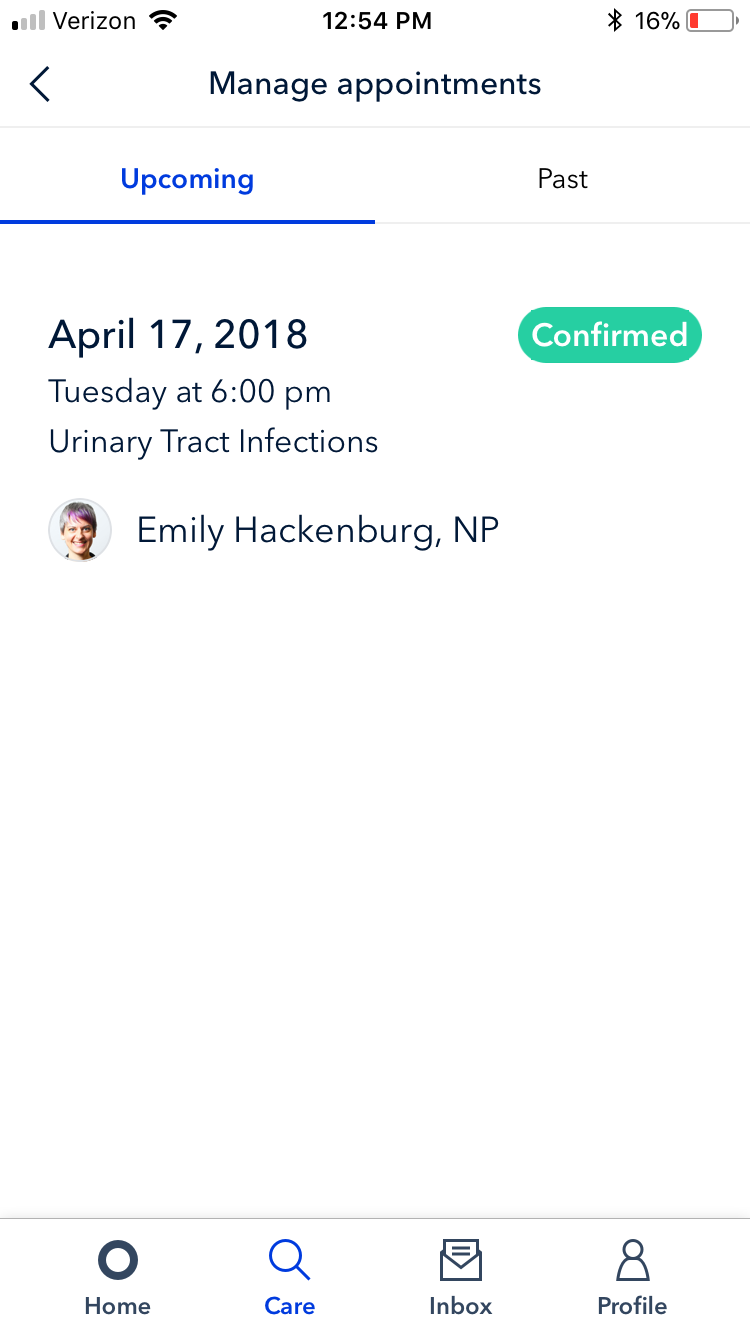 Verizon 12:54 PM 16%
Manage appointments
Upcoming Past
April 17, 2018 Confirmed
Tuesday at 6:00 pm
Urinary Tract Infections
Emily Hackenburg, NP
Home Care Inbox Profile